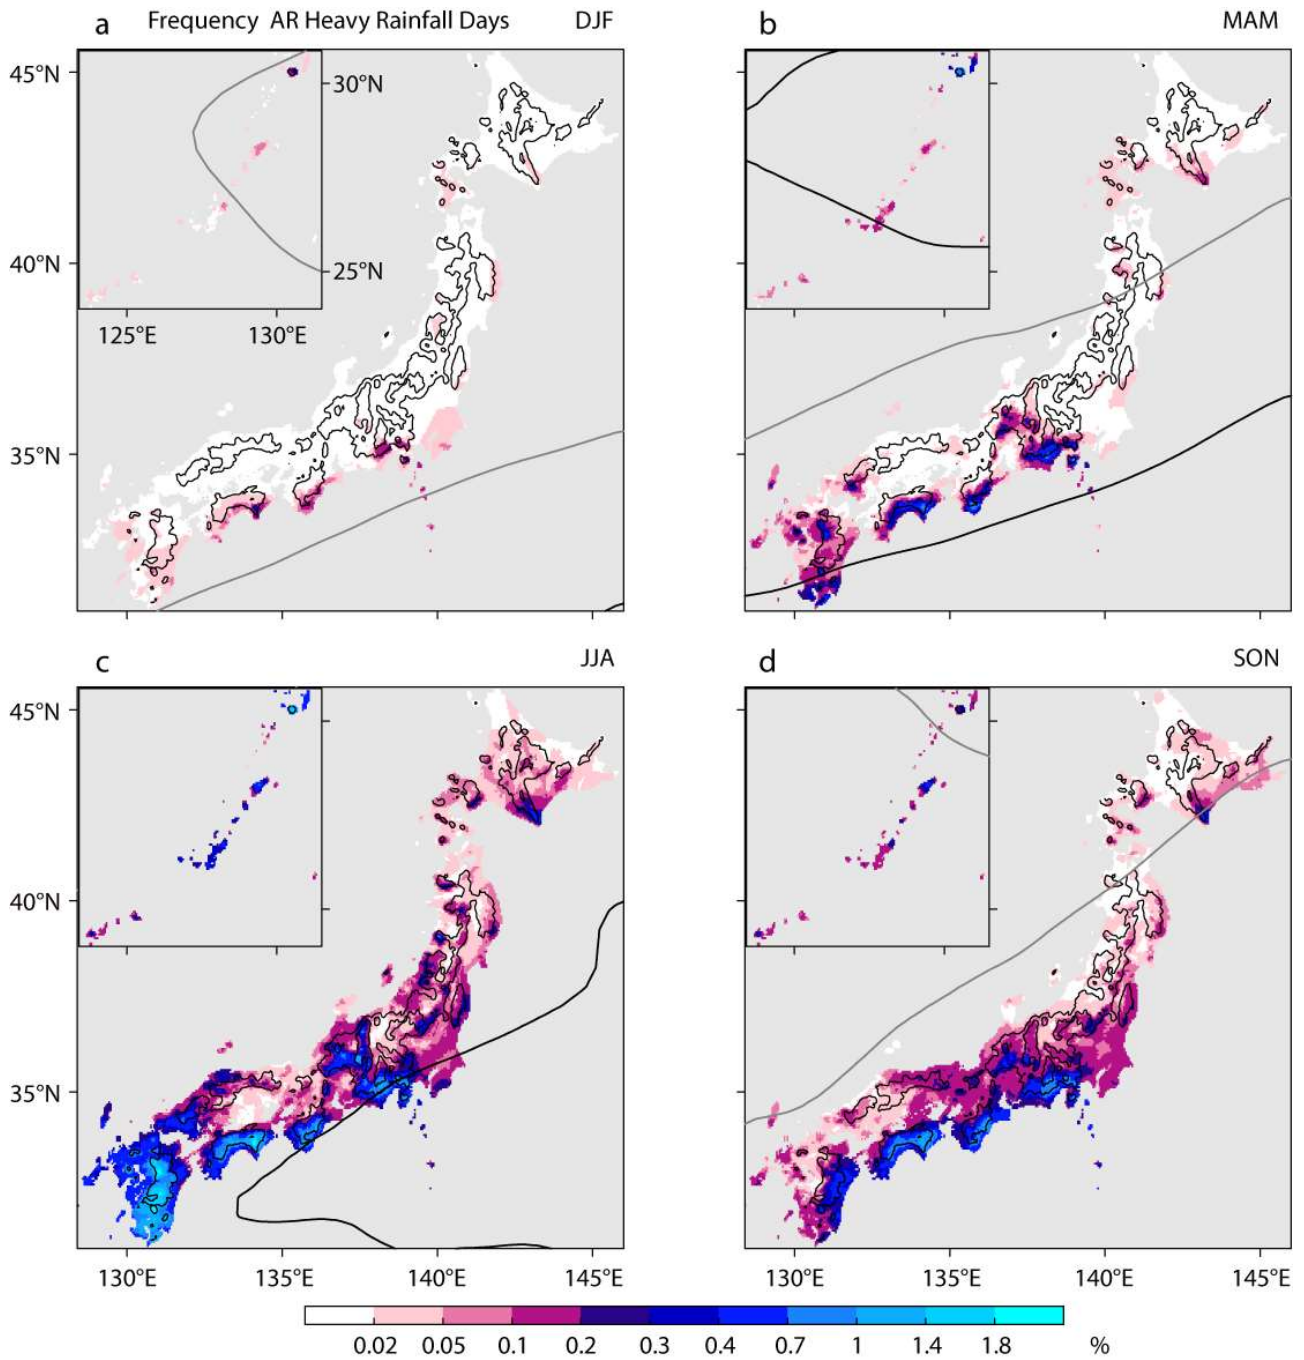 a Frequency AR Heavy Rainfall Days DJF
b MAM
45°N
30°N
40°N
25°N
125°E 130°E
35°N
c JJA
d SON
45°N
40°N
35°N
130°E 135°E 140°E 145°E
130°E 135°E 140°E 145°E
0.02 0.05 0.1 0.2 0.3 0.4 0.7 1 1.4 1.8 %